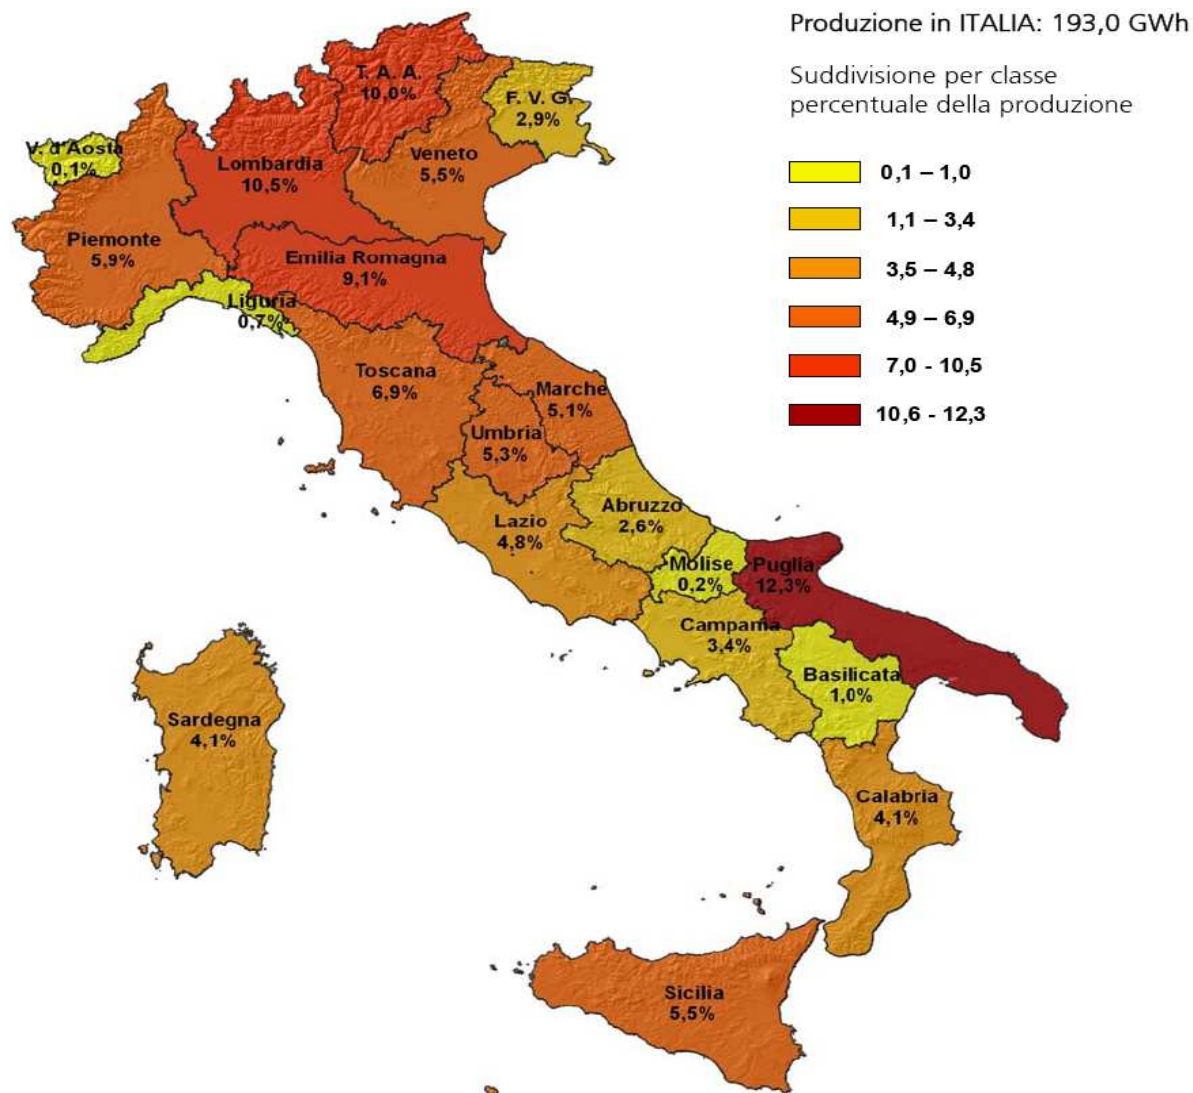 Produzione in ITALIA: 193,0 GWh
Suddivisione per classe
percentuale della produzione
0,1 – 1,0
1,1 – 3,4
3,5 – 4,8
4,9 – 6,9
7,0 - 10,5
10,6 - 12,3
T. A. A.
10,0%
F. V. G.
2,9%
V. d'Aosta
0,1%
Lombardia
10,5%
Veneto
5,5%
Piemonte
5,9%
Emilia Romagna
9,1%
Liguria
0,7%
Toscana
6,9%
Marche
5,1%
Umbria
5,3%
Lazio
4,8%
Abruzzo
2,6%
Molise
0,2%
Puglia
12,3%
Campania
3,4%
Basilicata
1,0%
Sardegna
4,1%
Calabria
4,1%
Sicilia
5,5%